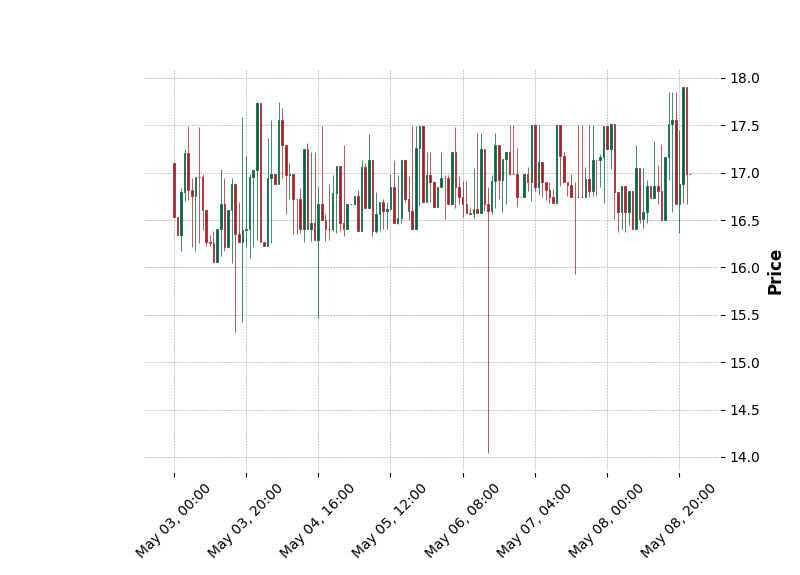 18.0
17.5
17.0
16.5
16.0
15.5
15.0
14.5
14.0
Price
May 03, 00:00
May 03, 20:00
May 04, 16:00
May 05, 12:00
May 06, 08:00
May 07, 04:00
May 08, 00:00
May 08, 20:00